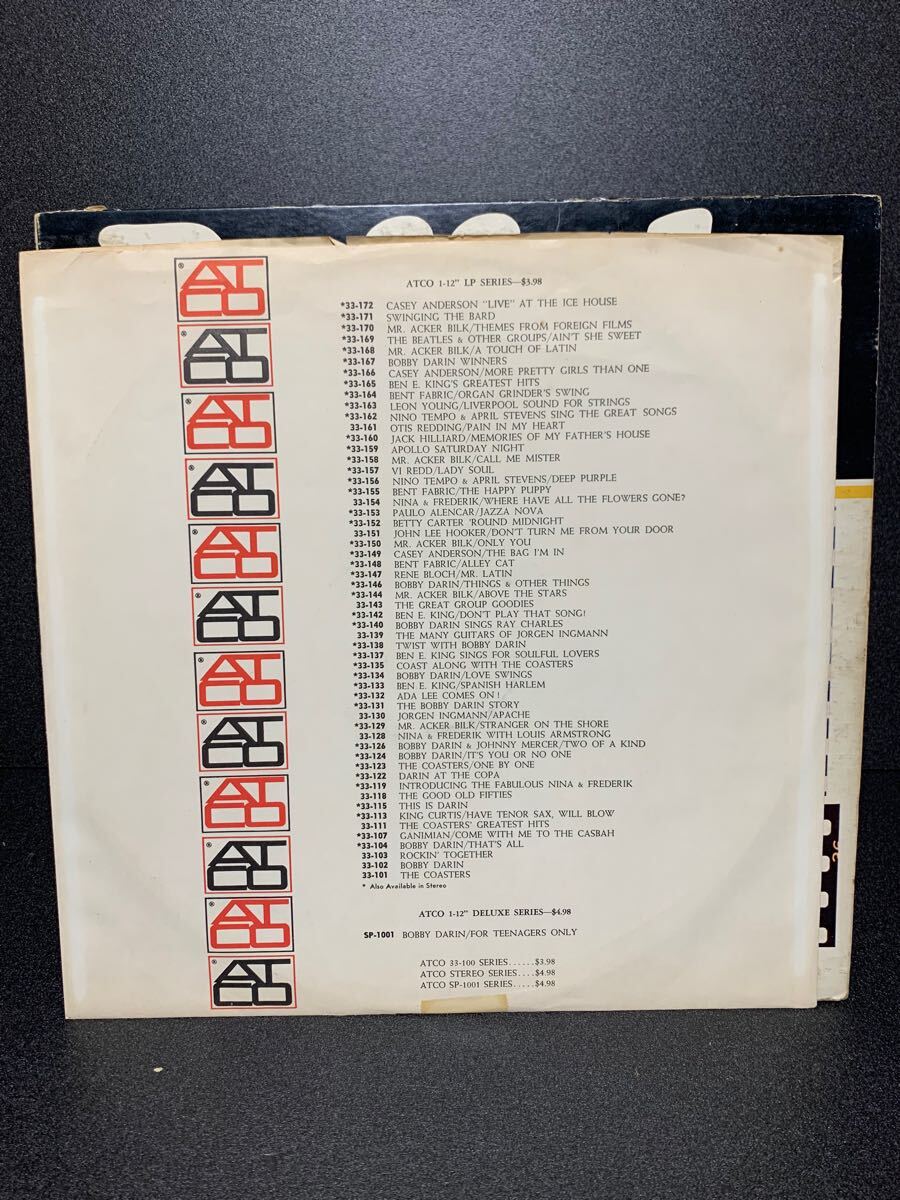 ATCO 1-12" LP SERIES—$3.98
*33-172 CASEY ANDERSON "LIVE" AT THE ICE HOUSE
*33-171 SWINGING THE BARD
*33-170 MR. ACKER BILK/THEMES FROM FOREIGN FILMS
*33-169 THE BEATLES & OTHER GROUPS/AIN'T SHE SWEET
*33-168 MR. ACKER BILK/A TOUCH OF LATIN
*33-167 BOBBY DARIN WINNERS
*33-166 CASEY ANDERSON/MORE PRETTY GIRLS THAN ONE
*33-165 BEN E. KING'S GREATEST HITS
*33-164 BENT FABRIC/ORGAN GRINDER'S SWING
*33-163 LEON YOUNG/LIVERPOOL SOUND FOR STRINGS
*33-162 NINO TEMPO & APRIL STEVENS SING THE GREAT SONGS
33-161 OTIS REDDING/PAIN IN MY HEART
*33-160 JACK HILLIARD/MEMORIES OF MY FATHER'S HOUSE
*33-159 APOLLO SATURDAY NIGHT
*33-158 MR. ACKER BILK/CALL ME MISTER
*33-157 VI REDD/LADY SOUL
*33-156 NINO TEMPO & APRIL STEVENS/DEEP PURPLE
*33-155 BENT FABRIC/THE HAPPY PUPPY
33-154 NINA & FREDERIK/WHERE HAVE ALL THE FLOWERS GONE?
*33-153 PAULO ALENCAR/JAZZA NOVA
*33-152 BETTY CARTER 'ROUND MIDNIGHT
33-151 JOHN LEE HOOKER/DON'T TURN ME FROM YOUR DOOR
*33-150 MR. ACKER BILK/ONLY YOU
*33-149 CASEY ANDERSON/THE BAG I'M IN
*33-148 BENT FABRIC/ALLEY CAT
*33-147 RENE BLOCH/MR. LATIN
*33-146 BOBBY DARIN/THINGS & OTHER THINGS
*33-144 MR. ACKER BILK/ABOVE THE STARS
33-143 THE GREAT GROUP GOODIES
*33-142 BEN E. KING/DON'T PLAY THAT SONG!
*33-140 BOBBY DARIN SINGS RAY CHARLES
33-139 THE MANY GUITARS OF JORGEN INGMANN
*33-138 TWIST WITH BOBBY DARIN
*33-137 BEN E. KING SINGS FOR SOULFUL LOVERS
*33-135 COAST ALONG WITH THE COASTERS
*33-134 BOBBY DARIN/LOVE SWINGS
*33-133 BEN E. KING/SPANISH HARLEM
*33-132 ADA LEE COMES ON!
*33-131 THE BOBBY DARIN STORY
33-130 JORGEN INGMANN/APACHE
*33-129 MR. ACKER BILK/STRANGER ON THE SHORE
33-128 NINA & FREDERIK WITH LOUIS ARMSTRONG
*33-126 BOBBY DARIN & JOHNNY MERCER/TWO OF A KIND
*33-124 BOBBY DARIN/IT'S YOU OR NO ONE
*33-123 THE COASTERS/ONE BY ONE
*33-122 DARIN AT THE COPA
*33-119 INTRODUCING THE FABULOUS NINA & FREDERIK
33-118 THE GOOD OLD FIFTIES
*33-115 THIS IS DARIN
*33-113 KING CURTIS/HAVE TENOR SAX, WILL BLOW
33-111 THE COASTERS' GREATEST HITS
*33-107 GANIMIAN/COME WITH ME TO THE CASBAH
*33-104 BOBBY DARIN/THAT'S ALL
33-103 ROCKIN' TOGETHER
33-102 BOBBY DARIN
33-101 THE COASTERS
* Also Available in Stereo
ATCO 1-12" DELUXE SERIES—$4.98
SP-1001 BOBBY DARIN/FOR TEENAGERS ONLY
ATCO 33-100 SERIES......$3.98
ATCO STEREO SERIES....$4.98
ATCO SP-1001 SERIES.....$4.98
ATCO®
ATCO®
ATCO®
ATCO®
ATCO®
ATCO®
ATCO®
ATCO®
ATCO®
ATCO®
ATCO®
ATCO®